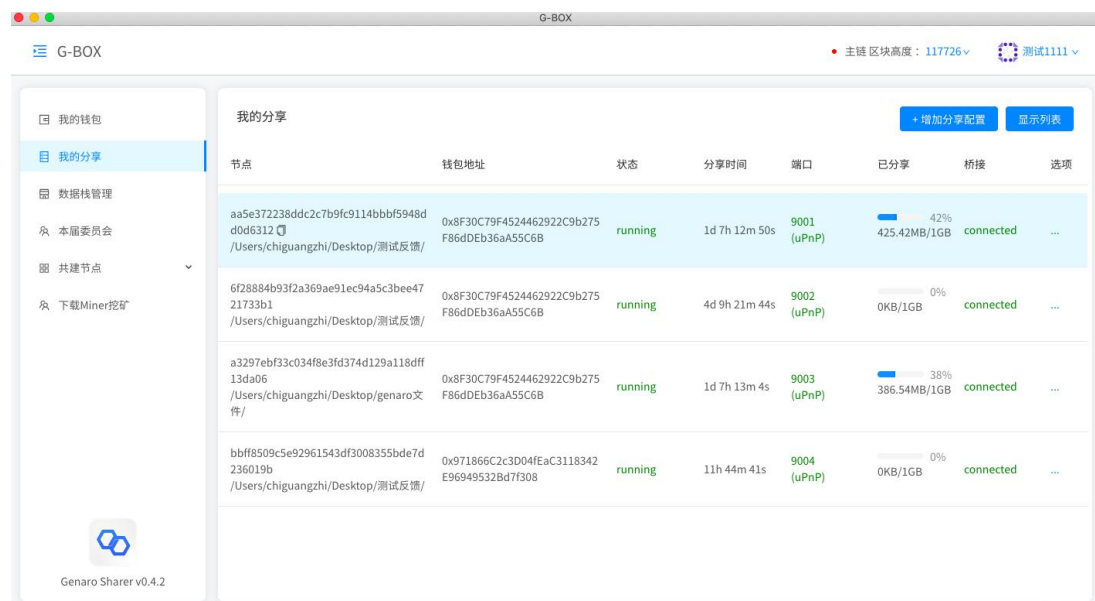 G-BOX
G-BOX
主链 区块高度： 117726
测试1111
我的钱包
我的分享
数据栈管理
本届委员会
共建节点
下载Miner挖矿
Genaro Sharer v0.4.2
我的分享
+ 增加分享配置
显示列表
节点 钱包地址 状态 分享时间 端口 已分享 桥接 选项
aa5e372238ddc2c7b9fc9114bbbf5948d
d0d6312
/Users/chiguangzhi/Desktop/测试反馈/
0x8F30C79F4524462922C9b275
F86dDEb36aA55C6B
running
1d 7h 12m 50s
9001
(uPnP)
42%
425.42MB/1GB
connected
...
6f28884b93f2a369ae91ec94a5c3bee47
21733b1
/Users/chiguangzhi/Desktop/测试反馈/
0x8F30C79F4524462922C9b275
F86dDEb36aA55C6B
running
4d 9h 21m 44s
9002
(uPnP)
0%
0KB/1GB
connected
...
a3297ebf33c034f8e3fd374d129a118dff
13da06
/Users/chiguangzhi/Desktop/genaro文
件/
0x8F30C79F4524462922C9b275
F86dDEb36aA55C6B
running
1d 7h 13m 4s
9003
(uPnP)
38%
386.54MB/1GB
connected
...
bbff8509c5e92961543df3008355bde7d
236019b
/Users/chiguangzhi/Desktop/测试反馈/
0x971866C2c3D04fEaC3118342
E96949532Bd7f308
running
11h 44m 41s
9004
(uPnP)
0%
0KB/1GB
connected
...